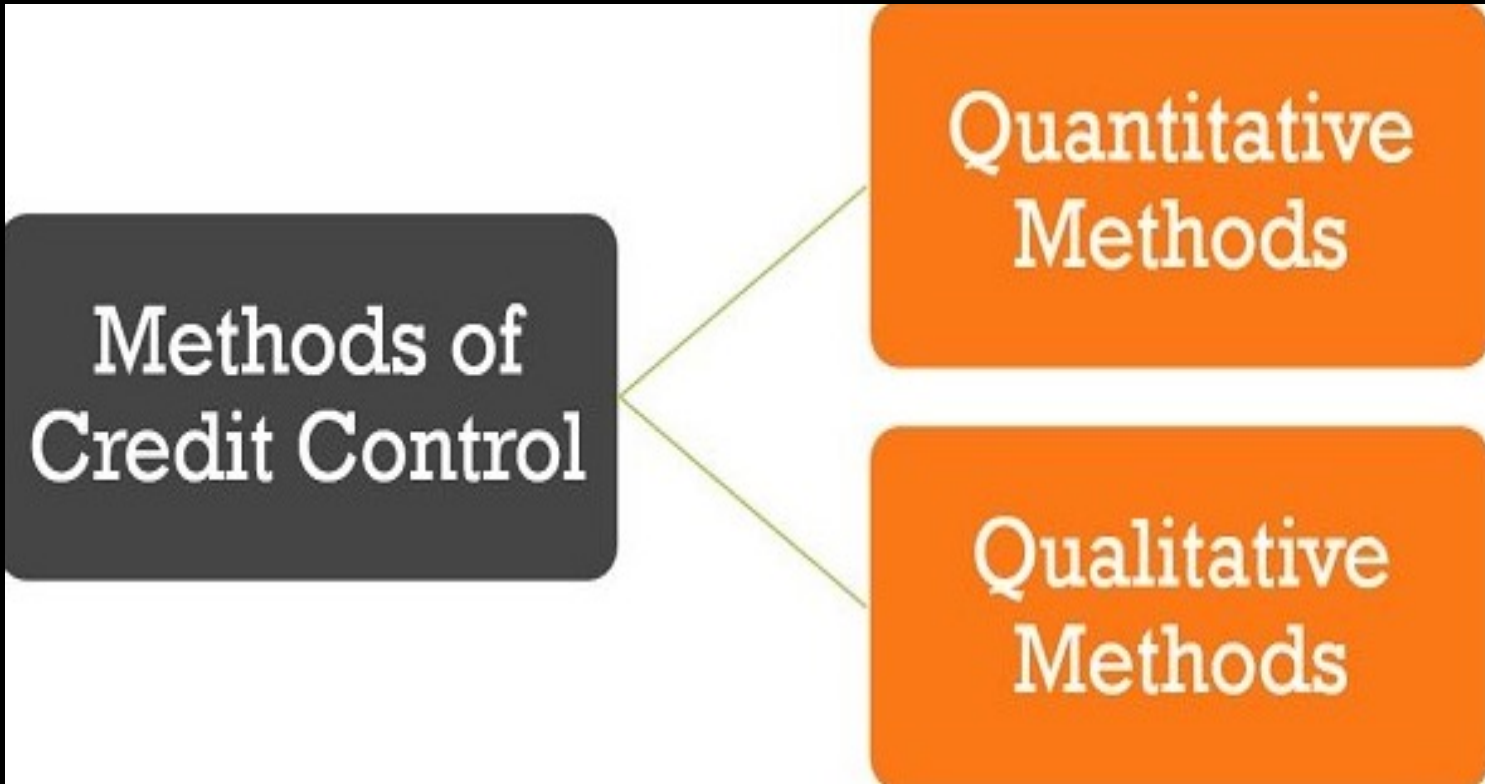 Methods of
Credit Control
Quantitative
Methods
Qualitative
Methods